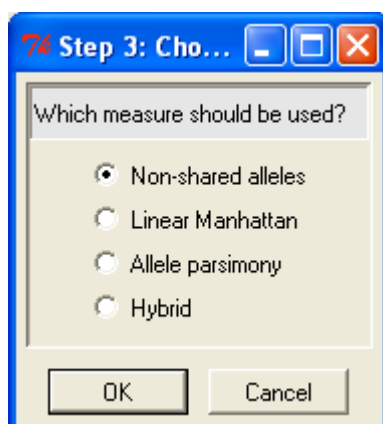 Step 3: Cho...
Which measure should be used?
Non-shared alleles
Linear Manhattan
Allele parsimony
Hybrid
OK
Cancel